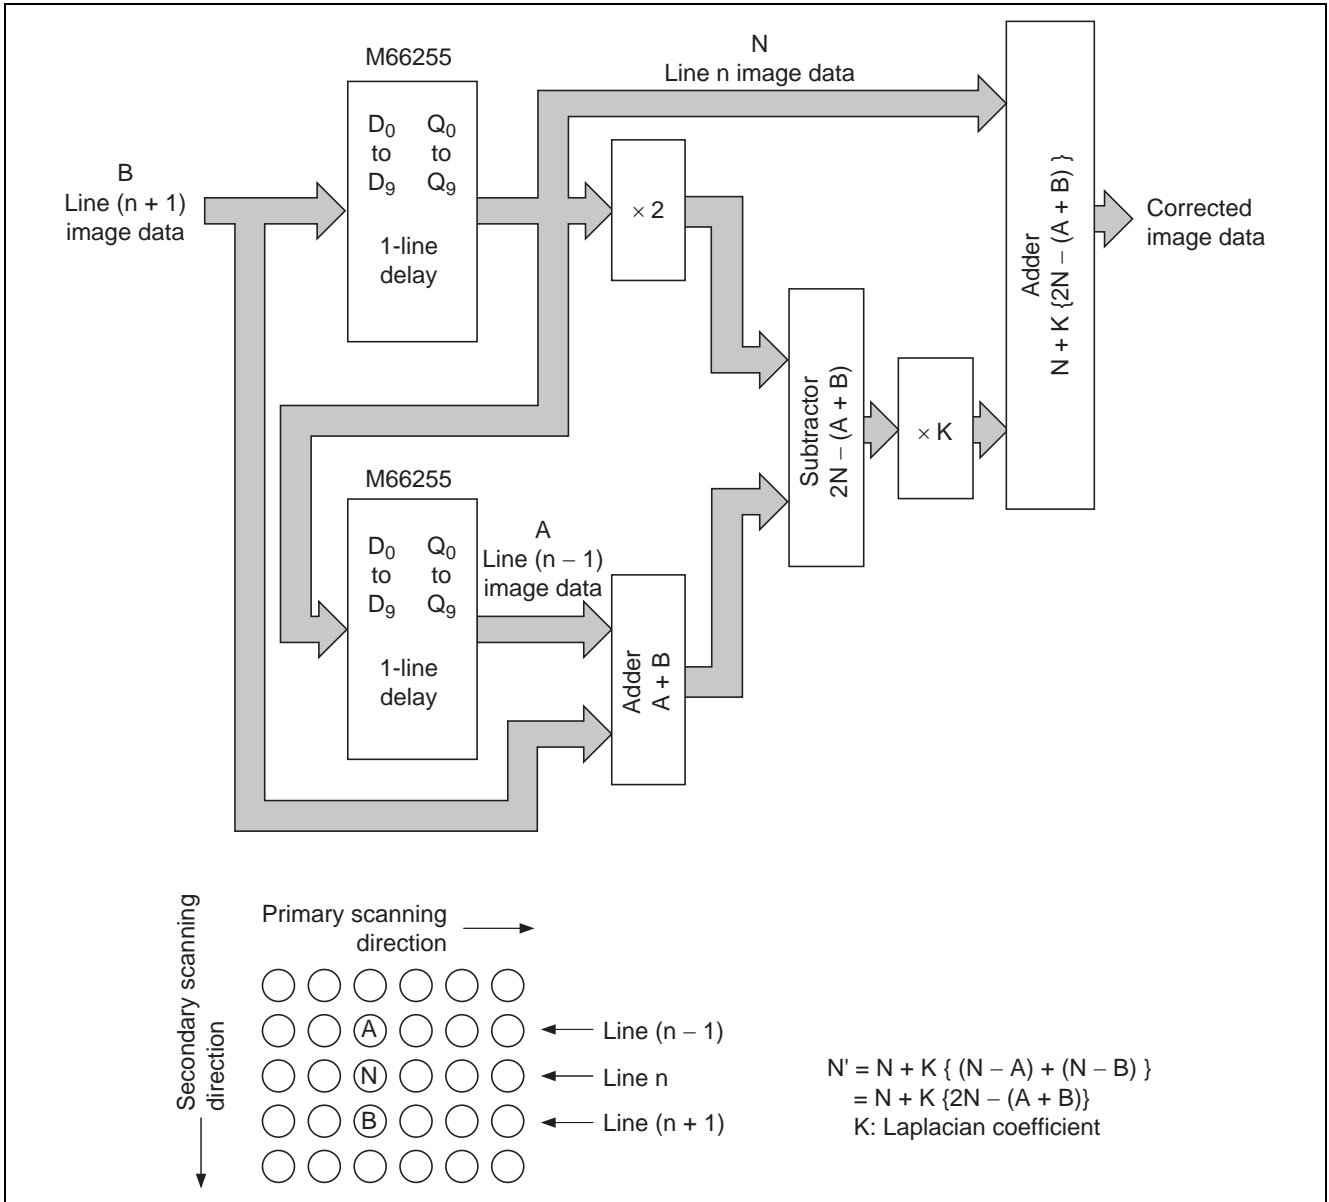 M66255
N
Line n image data
D0 Q0
to to
D9 Q9
1-line
delay
B
Line (n + 1)
image data
× 2
Adder
N + K {2N − (A + B) }
Corrected
image data
Subtractor
2N − (A + B)
× K
M66255
D0 Q0
to to
D9 Q9
1-line
delay
A
Line (n − 1)
image data
Adder
A + B
Primary scanning
direction
Secondary scanning
direction
A
Line (n − 1)
N
Line n
B
Line (n + 1)
N' = N + K { (N − A) + (N − B) }
= N + K {2N − (A + B)}
K: Laplacian coefficient